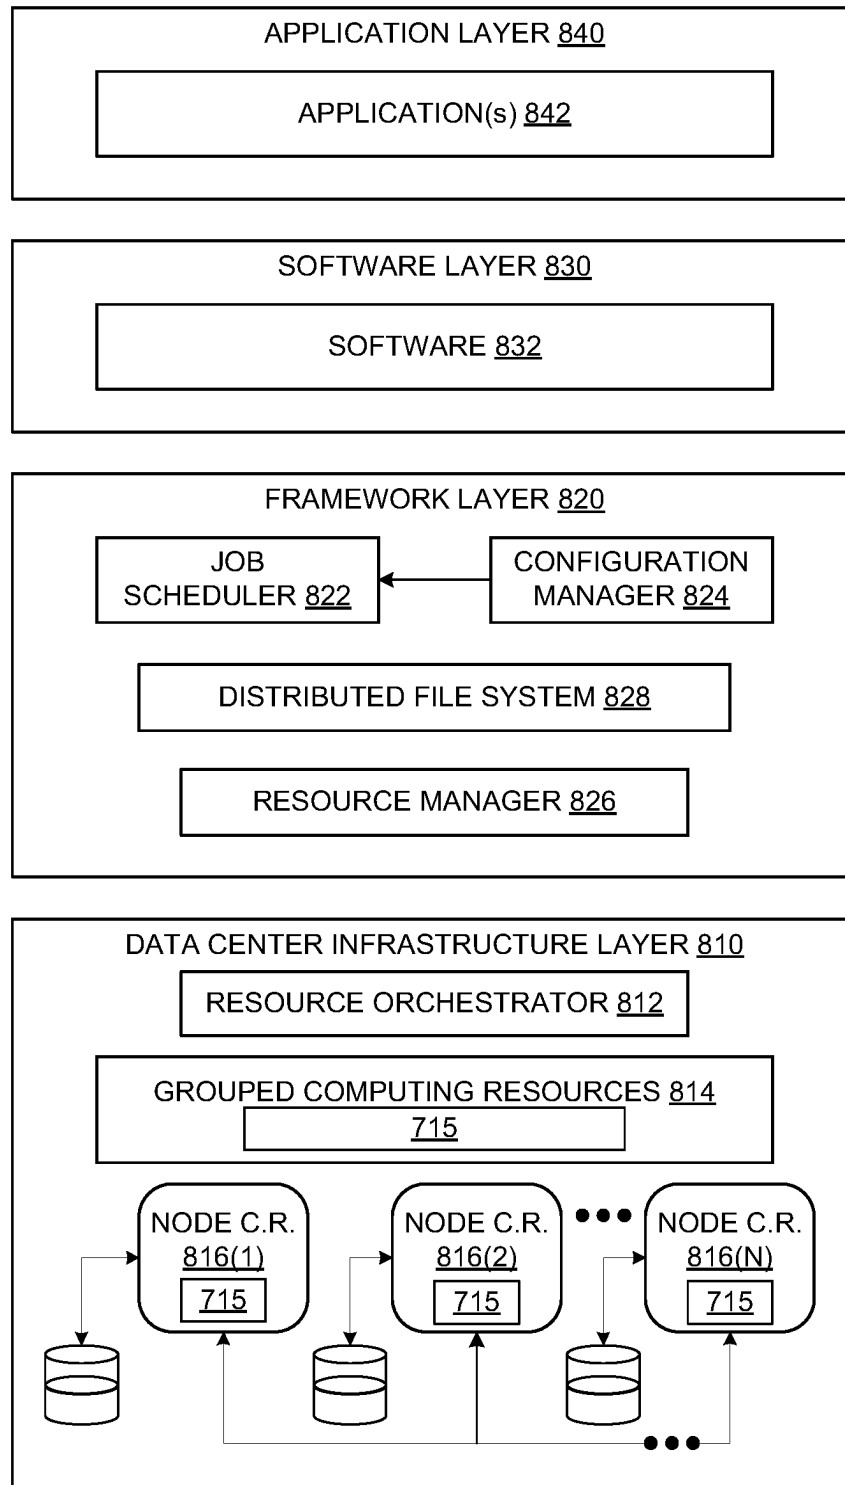 APPLICATION LAYER 840
APPLICATION(s) 842
SOFTWARE LAYER 830
SOFTWARE 832
FRAMEWORK LAYER 820
JOB
SCHEDULER 822
CONFIGURATION
MANAGER 824
DISTRIBUTED FILE SYSTEM 828
RESOURCE MANAGER 826
DATA CENTER INFRASTRUCTURE LAYER 810
RESOURCE ORCHESTRATOR 812
GROUPED COMPUTING RESOURCES 814
715
NODE C.R.
816(1)
715
NODE C.R.
816(2)
715
NODE C.R.
816(N)
715